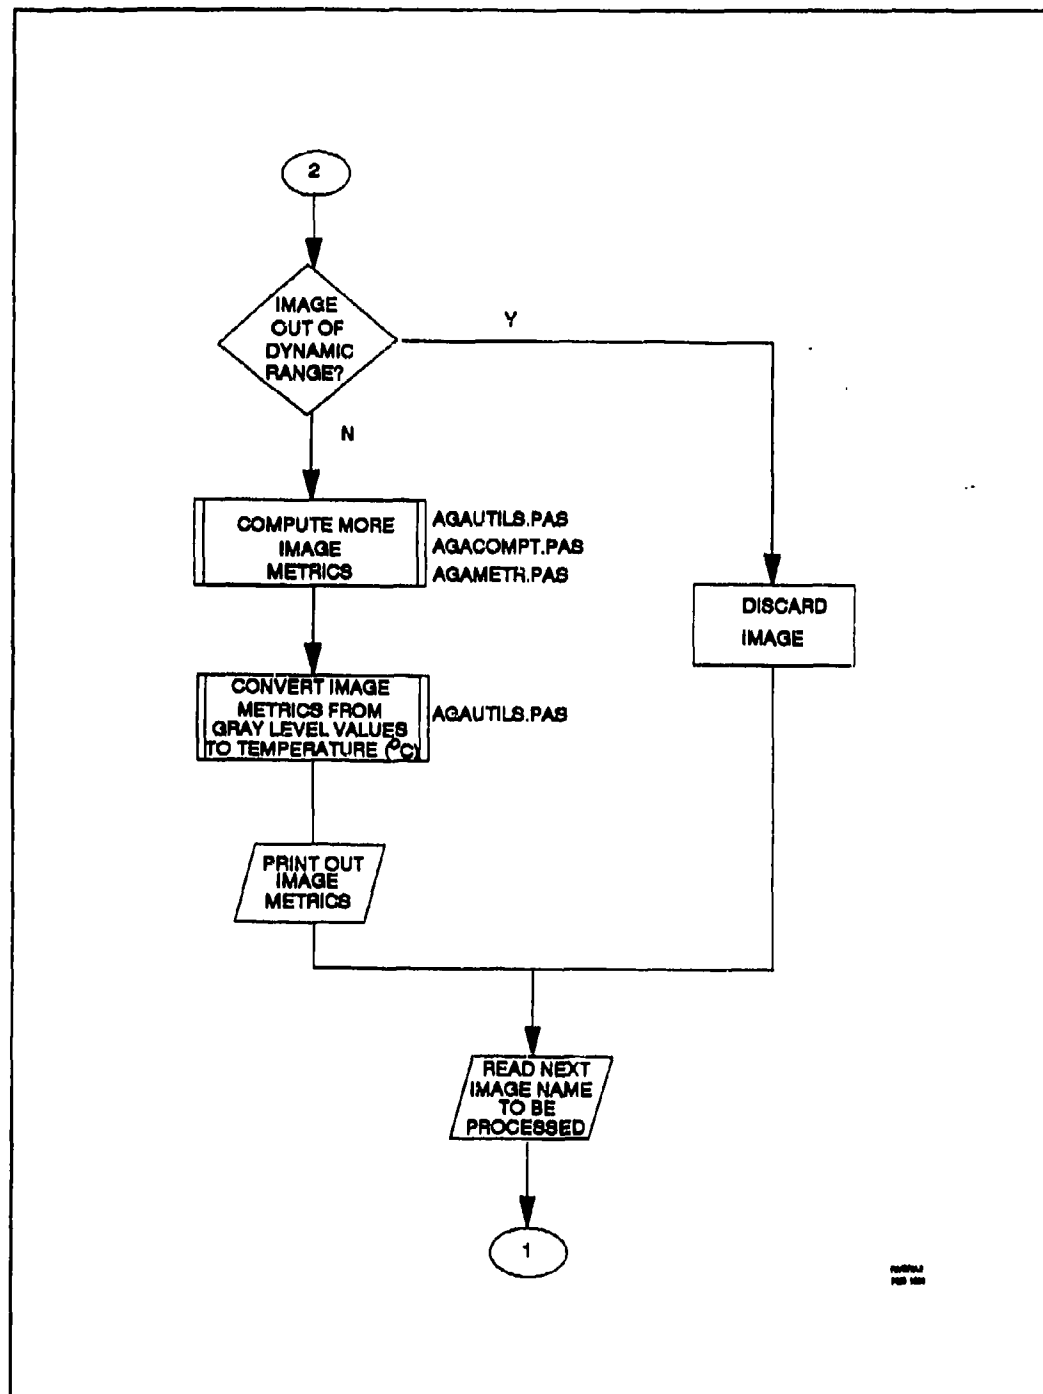 2
IMAGE
OUT OF
DYNAMIC
RANGE?
Y
N
COMPUTE MORE
IMAGE
METRICS
AGAUTILS.PAS
AGACOMPT.PAS
AGAMETH.PAS
DISCARD
IMAGE
CONVERT IMAGE
METRICS FROM
GRAY LEVEL VALUES
TO TEMPERATURE (°C)
AGAUTILS.PAS
PRINT OUT
IMAGE
METRICS
READ NEXT
IMAGE NAME
TO BE
PROCESSED
1